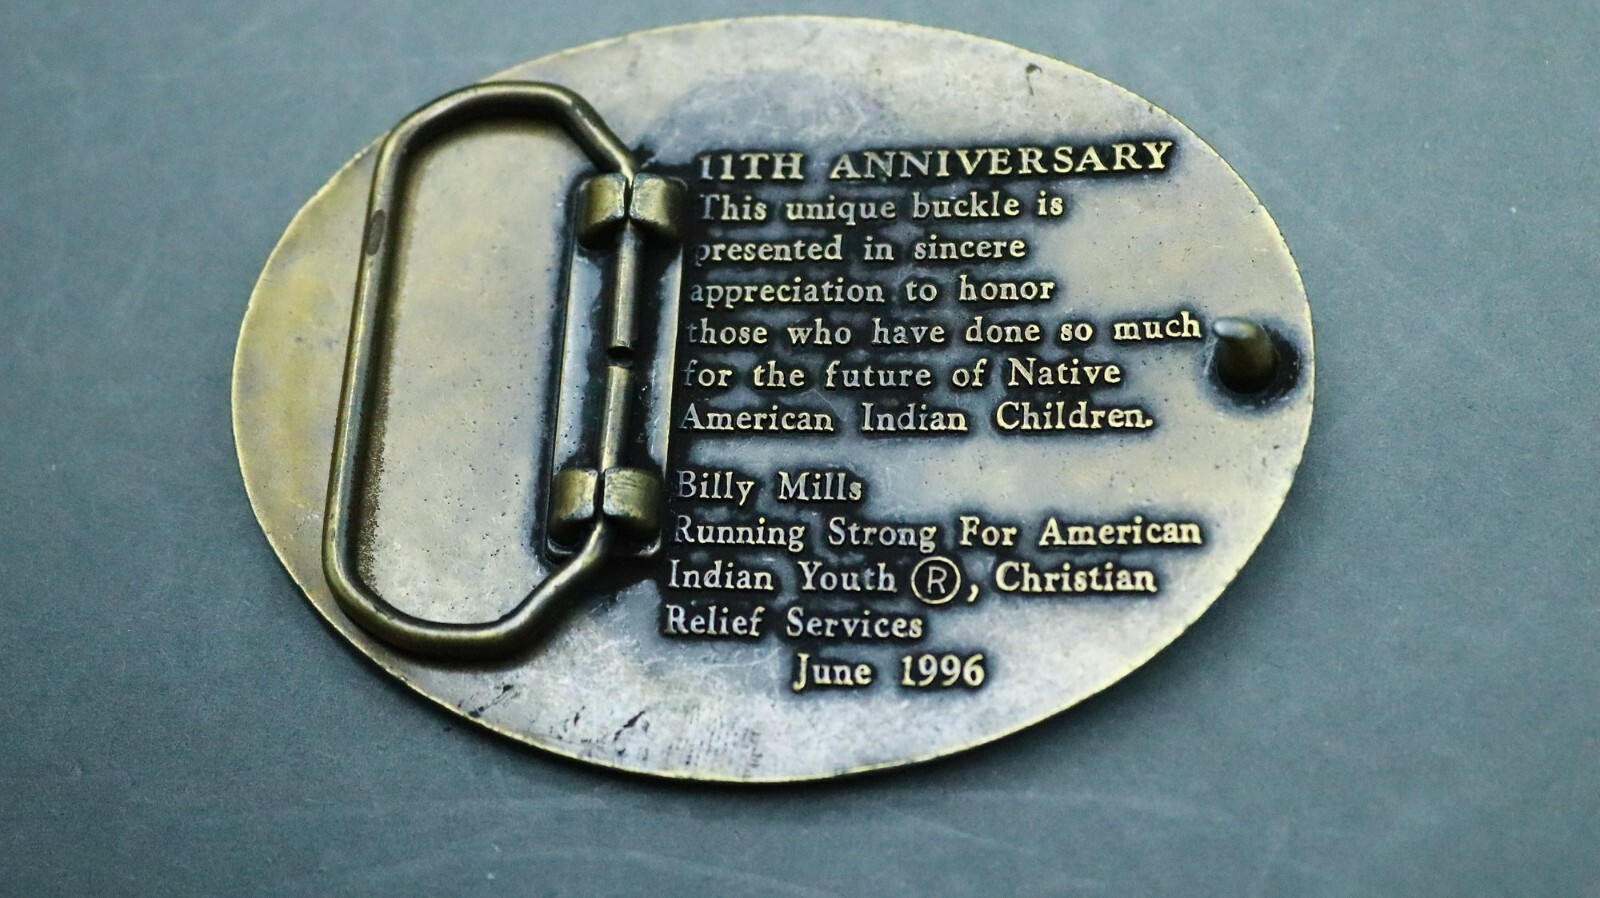 11TH ANNIVERSARY
This unique buckle is
presented in sincere
appreciation to honor
those who have done so much
for the future of Native
American Indian Children.
Billy Mills
Running Strong For American
Indian Youth ®, Christian
Relief Services
June 1996